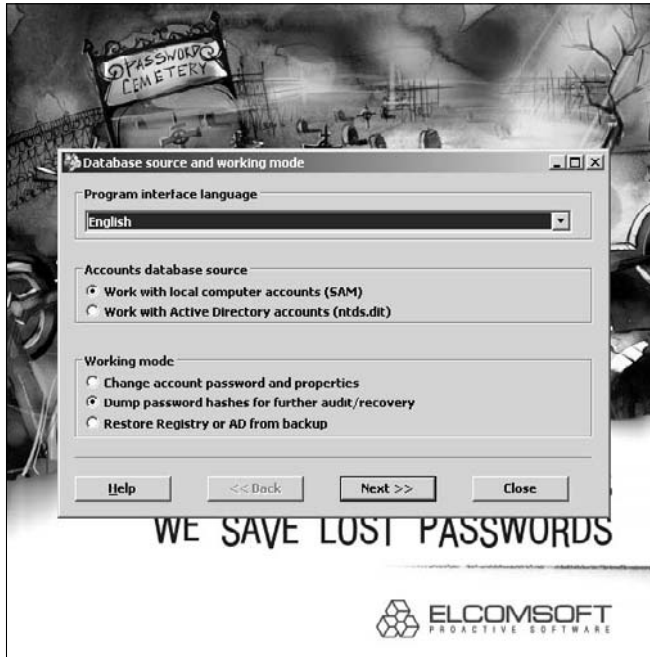 PASSWORD
CEMETERY
Database source and working mode
Program interface language
English
Accounts database source
Work with local computer accounts (SAM)
Work with Active Directory accounts (ntds.dit)
Working mode
Change account password and properties
Dump password hashes for further audit/recovery
Restore Registry or AD from backup
Help
<< Back
Next >>
Close
WE SAVE LOST PASSWORDS
ELCOMSOFT
PROACTIVE SOFTWARE